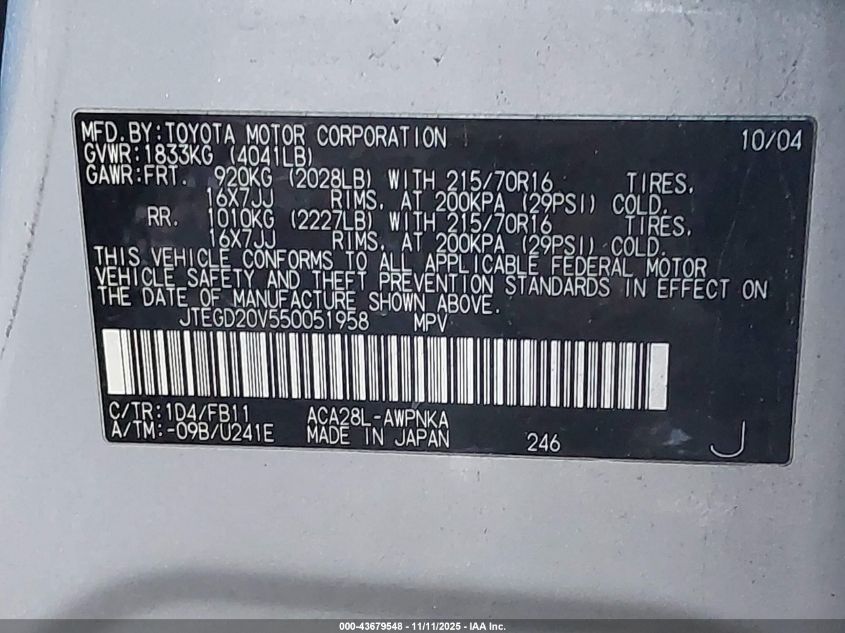 MFD.BY:TOYOTA MOTOR CORPORATION 10/04
GVWR:1833KG (4041LB)
GAWR:FRT. 920KG (2028LB) WITH 215/70R16 TIRES,
16X7JJ RIMS, AT 200KPA (29PSI) COLD.
RR. 1010KG (2227LB) WITH 215/70R16 TIRES,
16X7JJ RIMS, AT 200KPA (29PSI) COLD.
THIS VEHICLE CONFORMS TO ALL APPLICABLE FEDERAL MOTOR
VEHICLE SAFETY AND THEFT PREVENTION STANDARDS IN EFFECT ON
THE DATE OF MANUFACTURE SHOWN ABOVE.
JTEGD20V550051958 MPV
C/TR:1D4/FB11 ACA28L-AWPNKA
A/TM:-09B/U241E MADE IN JAPAN 246 J
000-43679548 - 11/11/2025 - IAA Inc.